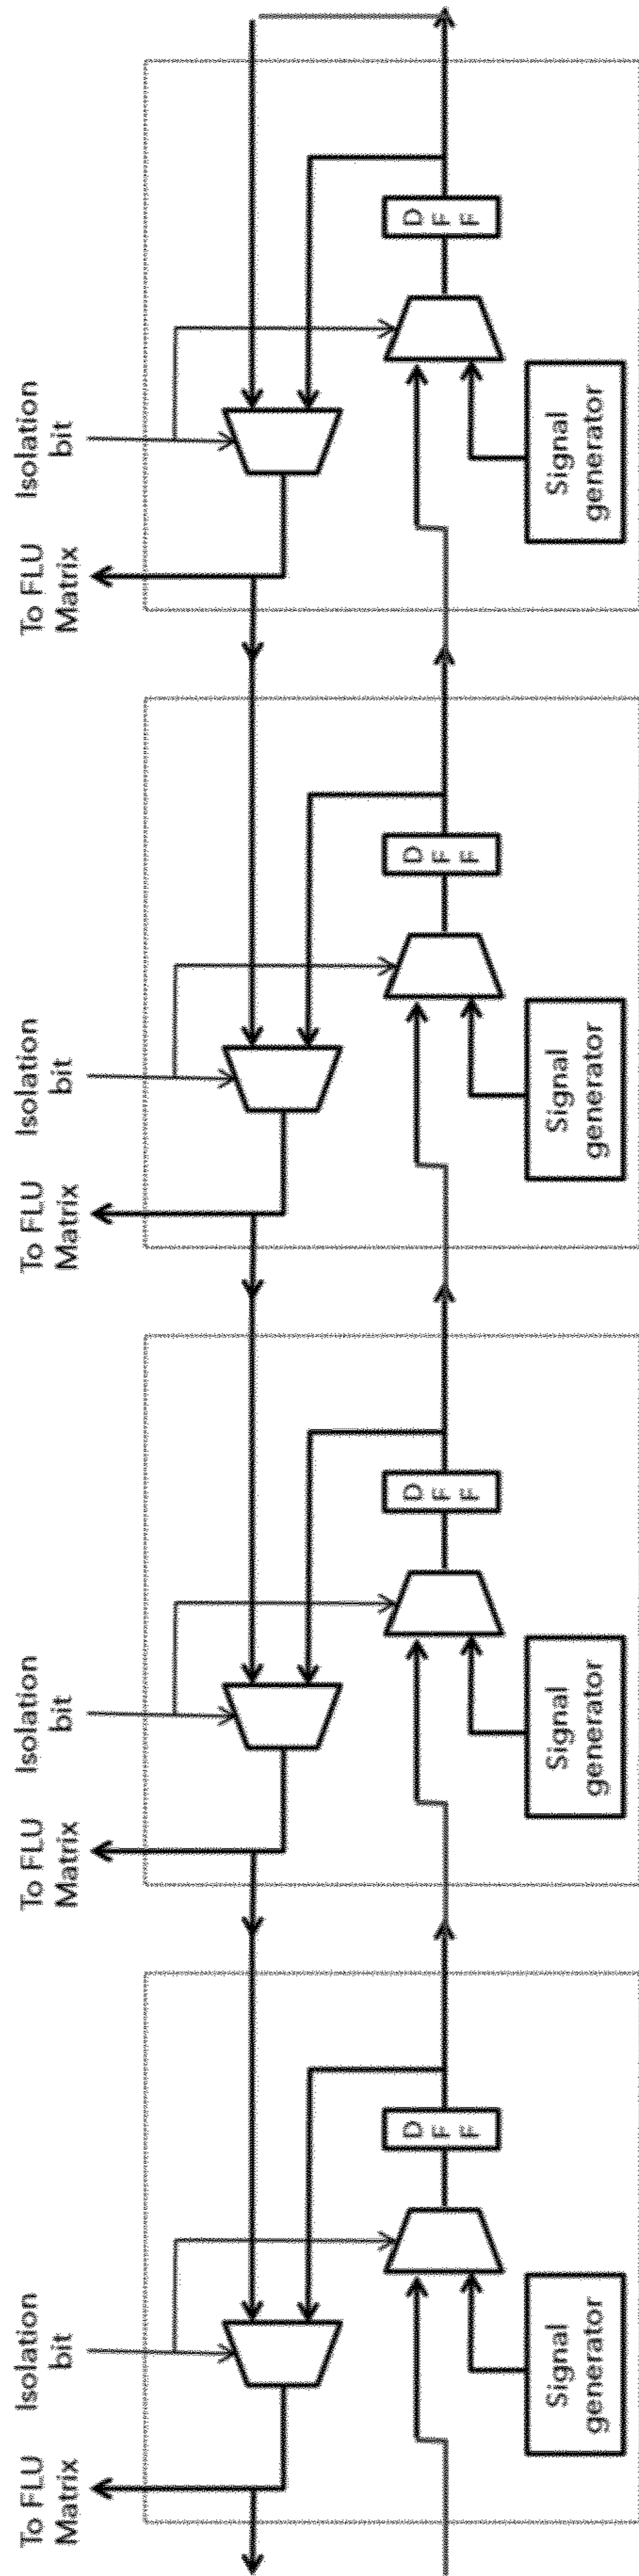 To FLU
Matrix
Isolation
bit
To FLU
Matrix
Isolation
bit
To FLU
Matrix
Isolation
bit
To FLU
Matrix
Isolation
bit
D
F
F
D
F
F
D
F
F
D
F
F
Signal
generator
Signal
generator
Signal
generator
Signal
generator